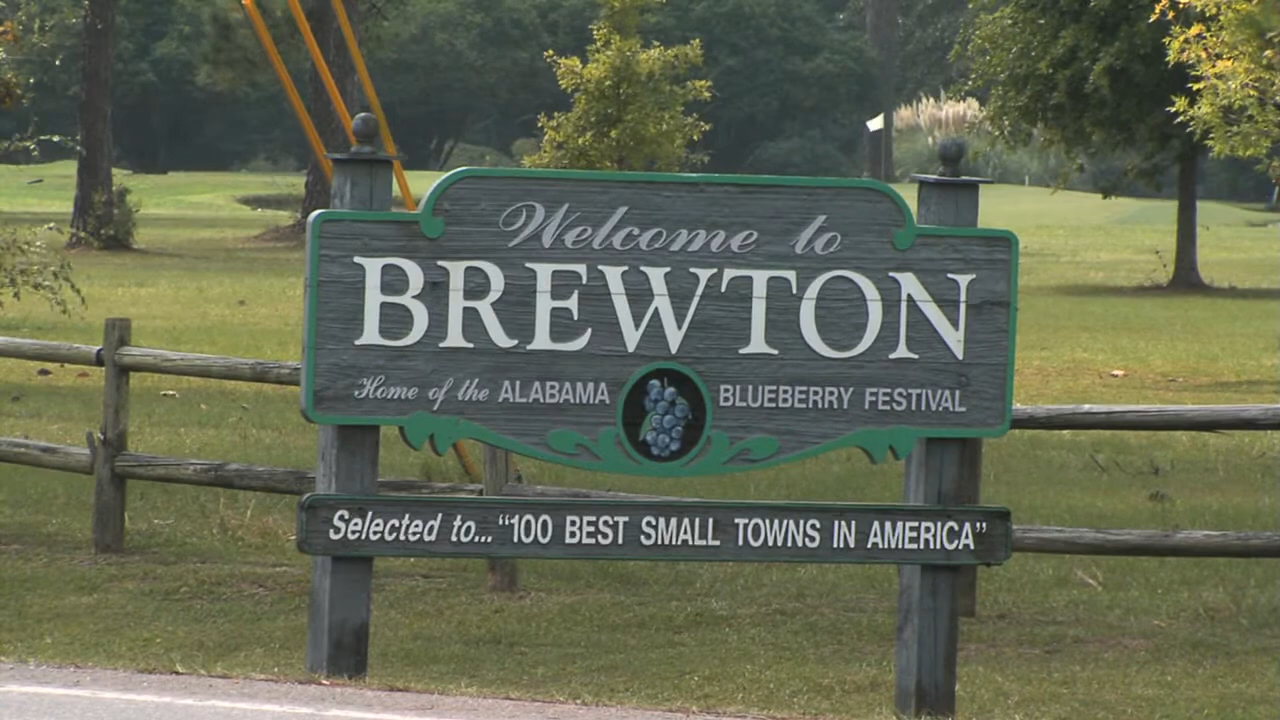 Welcome to
BREWTON
Home of the ALABAMA BLUEBERRY FESTIVAL
Selected to... "100 BEST SMALL TOWNS IN AMERICA"